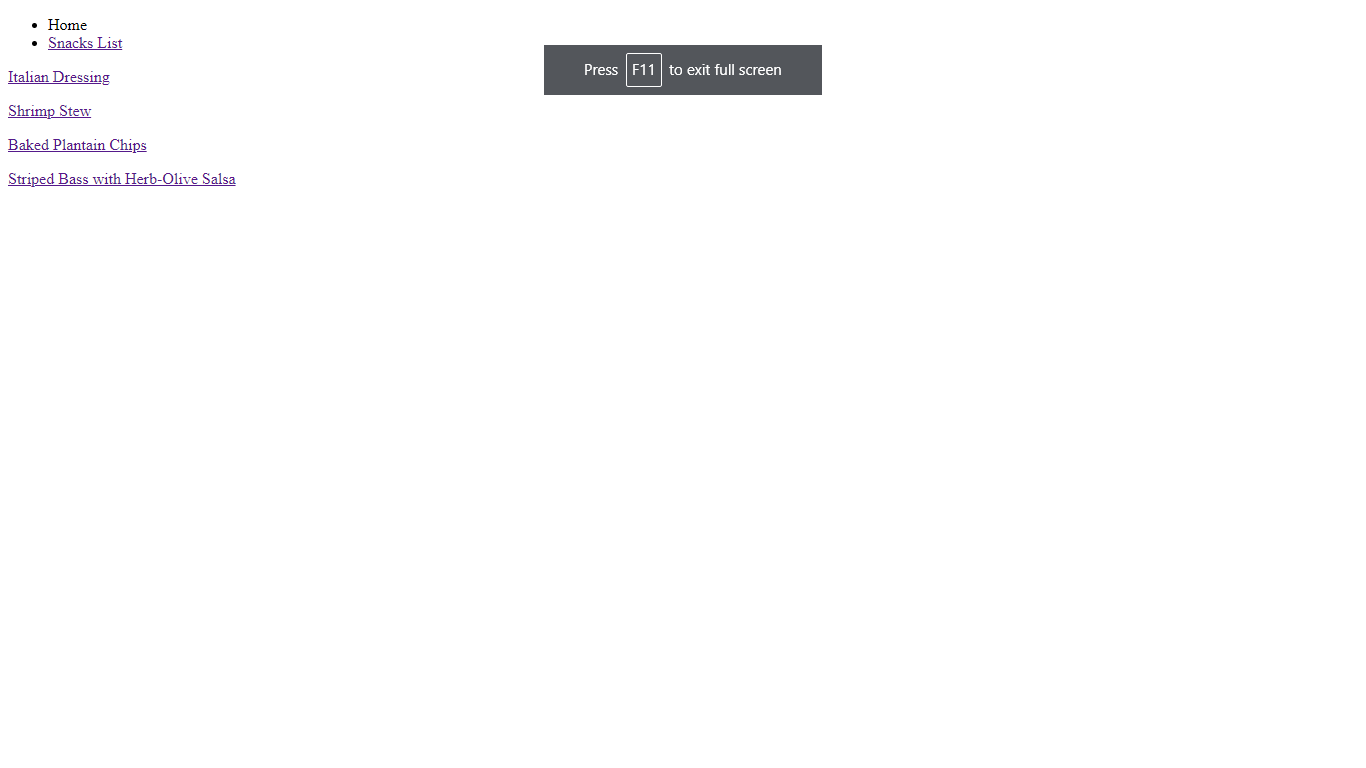 Home
Snacks List
Press F11 to exit full screen
Italian Dressing
Shrimp Stew
Baked Plantain Chips
Striped Bass with Herb-Olive Salsa